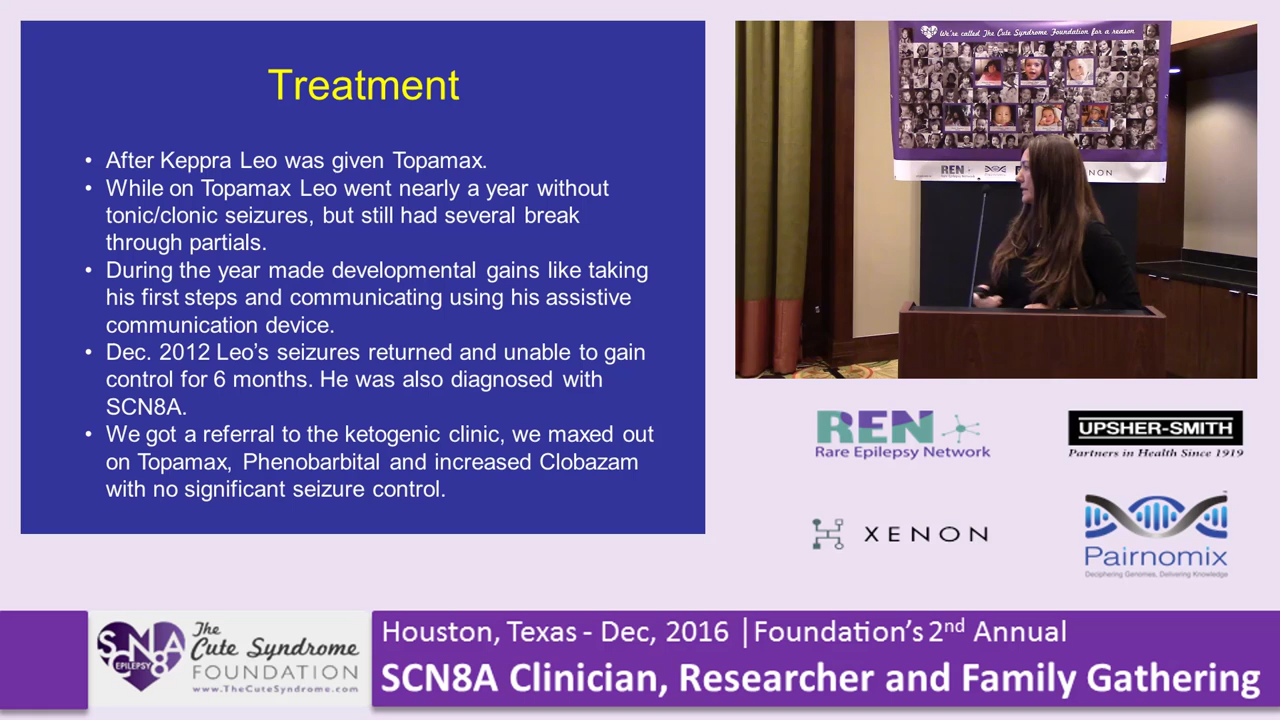 Treatment
• After Keppra Leo was given Topamax.
• While on Topamax Leo went nearly a year without
tonic/clonic seizures, but still had several break
through partials.
• During the year made developmental gains like taking
his first steps and communicating using his assistive
communication device.
• Dec. 2012 Leo's seizures returned and unable to gain
control for 6 months. He was also diagnosed with
SCN8A.
• We got a referral to the ketogenic clinic, we maxed out
on Topamax, Phenobarbital and increased Clobazam
with no significant seizure control.
We're called The Cute Syndrome Foundation for a reason
REN
XENON
REN
Rare Epilepsy Network
UPSHER-SMITH
Partners in Health Since 1919
XENON
Pairnomix
Deciphering Genomes, Delivering Knowledge
SCN8A
EPILEPSY
The
Cute Syndrome
FOUNDATION
www.TheCuteSyndrome.com
Houston, Texas - Dec, 2016 | Foundation's 2nd Annual
SCN8A Clinician, Researcher and Family Gathering